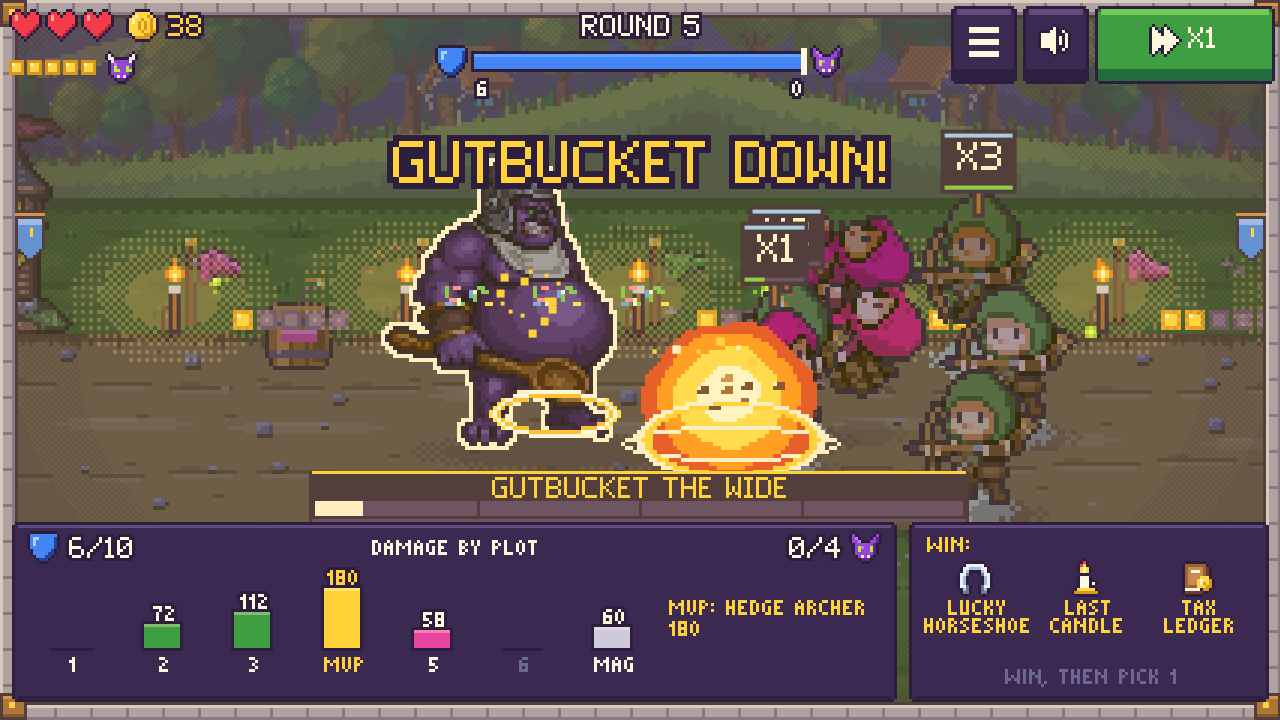 38
ROUND 5
X1
6
0
GUTBUCKET DOWN!
X3
X1
GUTBUCKET THE WIDE
6/10
DAMAGE BY PLOT
0/4
180
72
112
58
60
1
2
3
MVP
5
6
MAG
MVP: HEDGE ARCHER
180
WIN:
LUCKY
HORSESHOE
LAST
CANDLE
TAX
LEDGER
WIN, THEN PICK 1